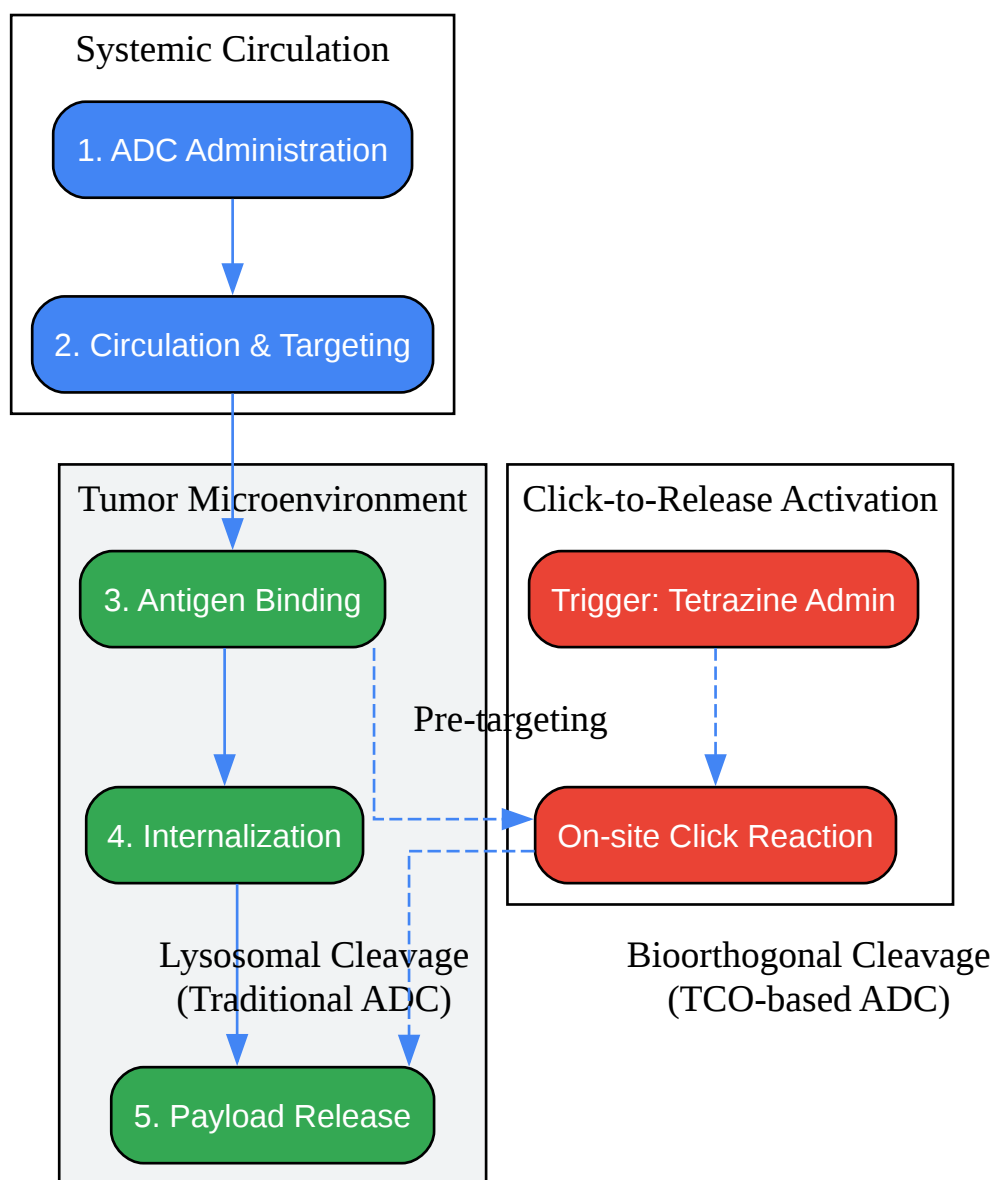 Systemic Circulation
1. ADC Administration
2. Circulation & Targeting
Tumor Microenvironment
Click-to-Release Activation
3. Antigen Binding
Trigger: Tetrazine Admin
Pre-targeting
4. Internalization
On-site Click Reaction
Lysosomal Cleavage
(Traditional ADC)
Bioorthogonal Cleavage
(TCO-based ADC)
5. Payload Release